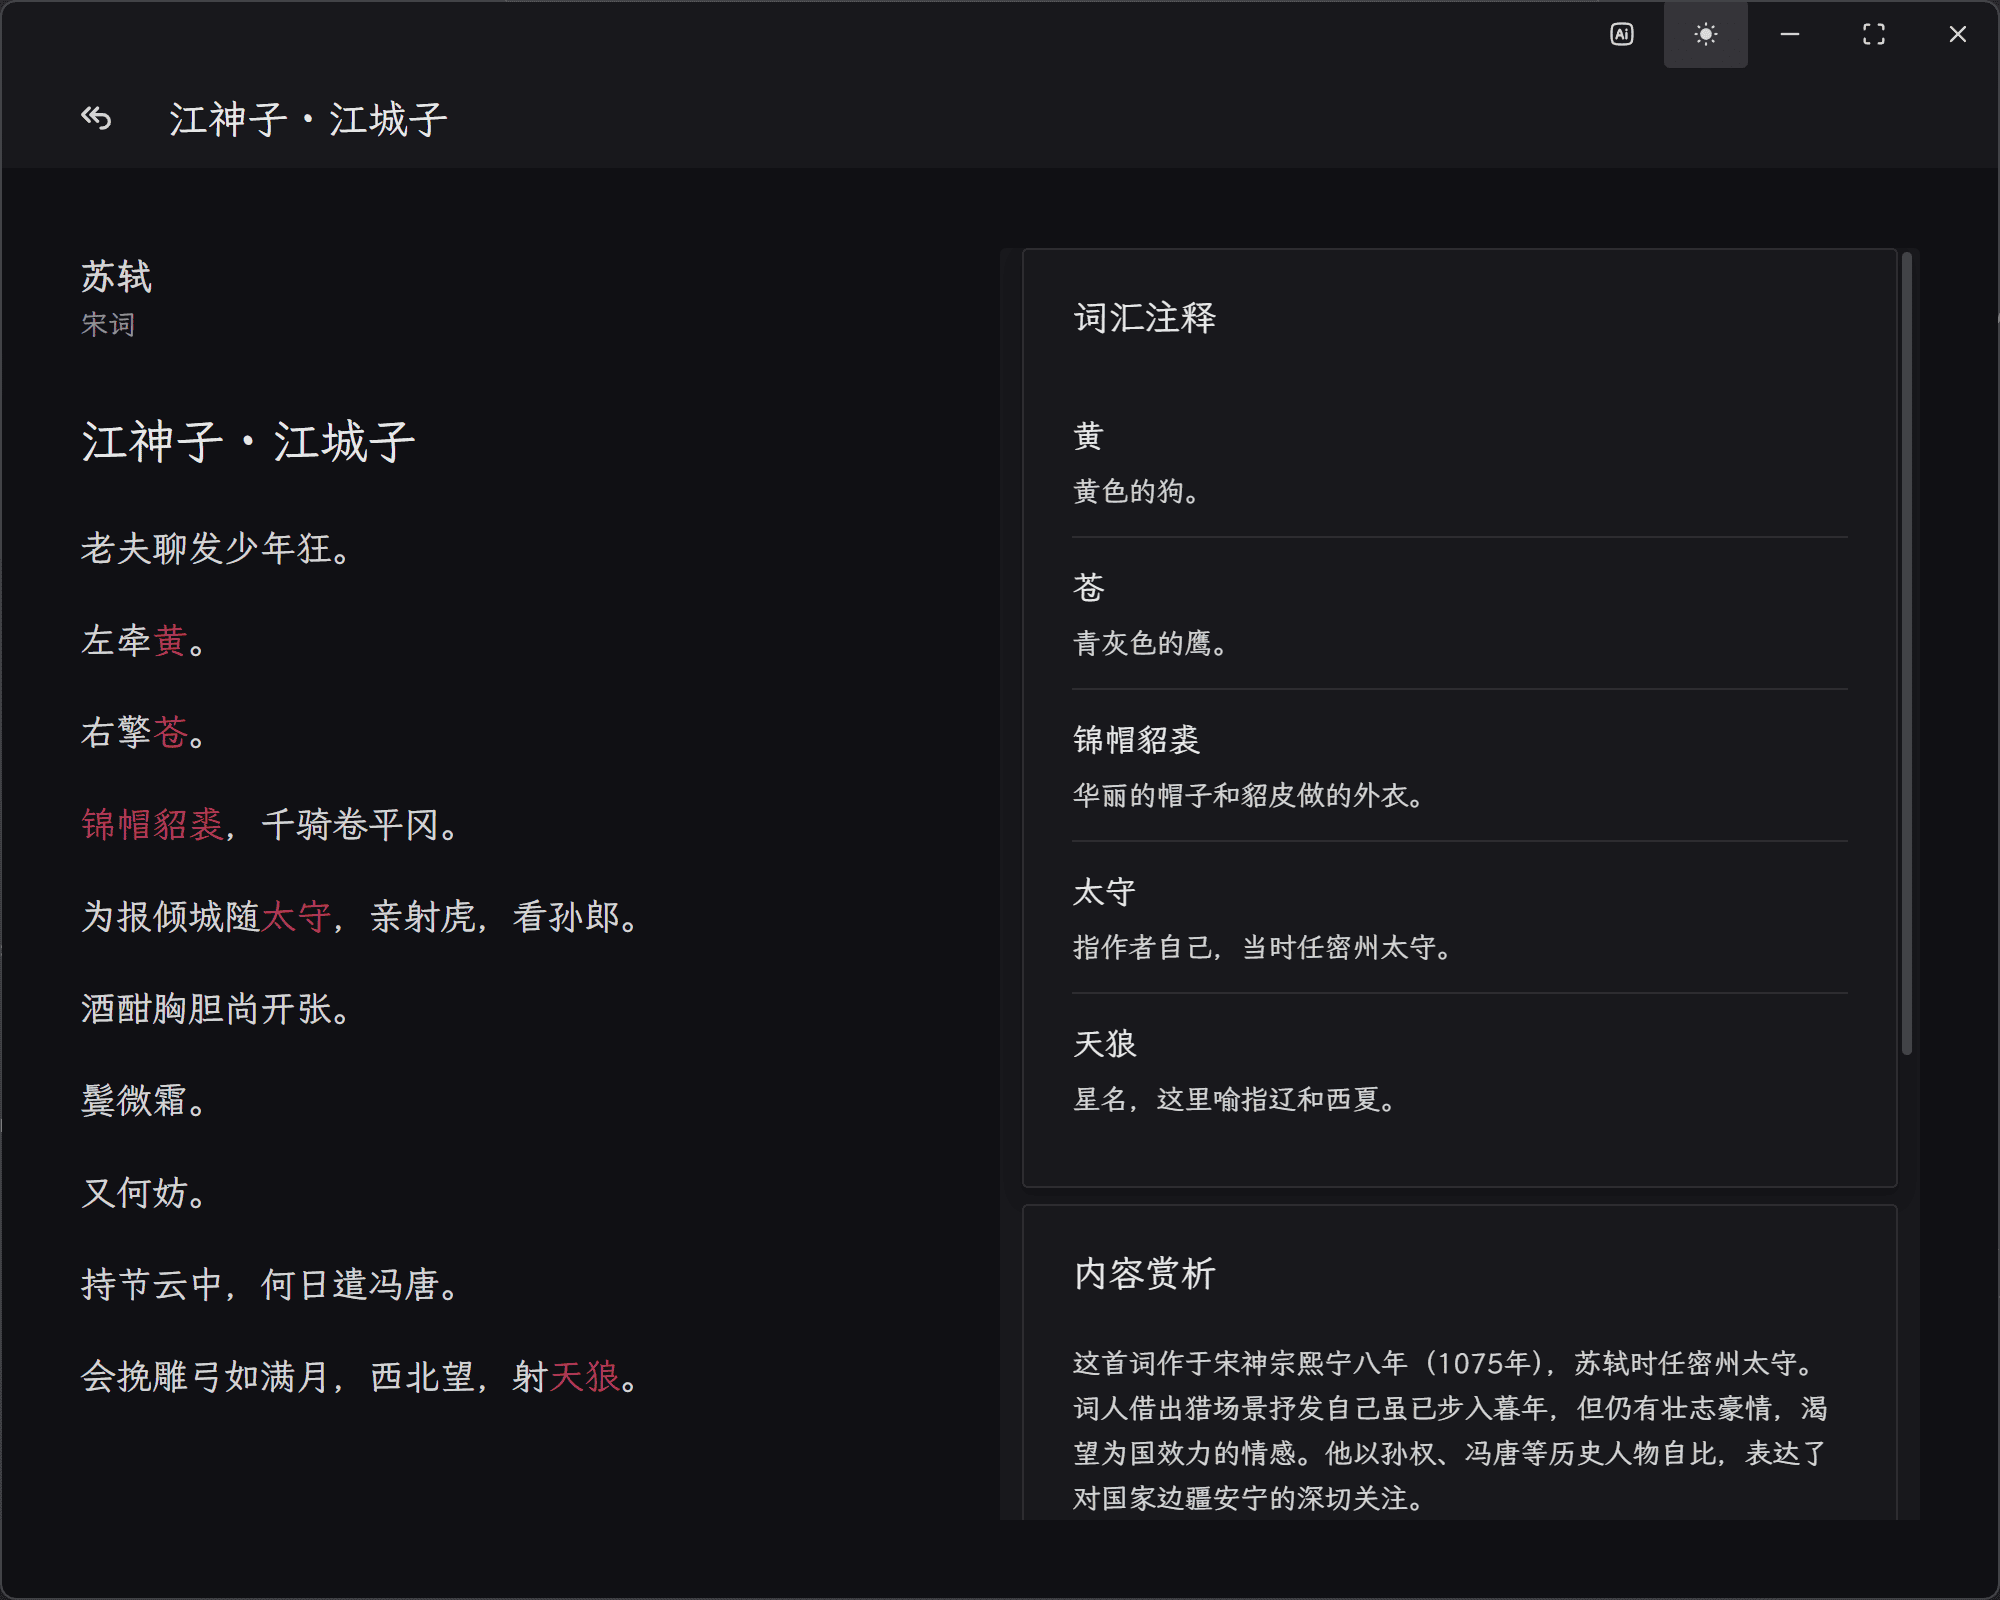 Ai
江神子·江城子
苏轼
宋词
江神子·江城子
老夫聊发少年狂。
左牵黄。
右擎苍。
锦帽貂裘，千骑卷平冈。
为报倾城随太守，亲射虎，看孙郎。
酒酣胸胆尚开张。
鬓微霜。
又何妨。
持节云中，何日遣冯唐。
会挽雕弓如满月，西北望，射天狼。
词汇注释
黄
黄色的狗。
苍
青灰色的鹰。
锦帽貂裘
华丽的帽子和貂皮做的外衣。
太守
指作者自己，当时任密州太守。
天狼
星名，这里喻指辽和西夏。
内容赏析
这首词作于宋神宗熙宁八年（1075年），苏轼时任密州太守。
词人借出猎场景抒发自己虽已步入暮年，但仍有壮志豪情，渴
望为国效力的情感。他以孙权、冯唐等历史人物自比，表达了
对国家边疆安宁的深切关注。